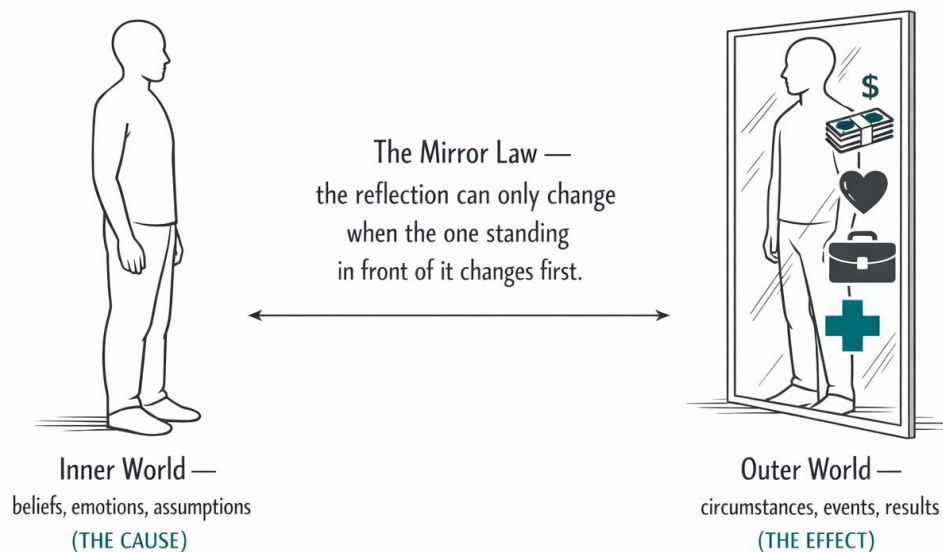 The Mirror Law —
the reflection can only change
when the one standing
in front of it changes first.
$
Inner World —
beliefs, emotions, assumptions
(THE CAUSE)
Outer World —
circumstances, events, results
(THE EFFECT)